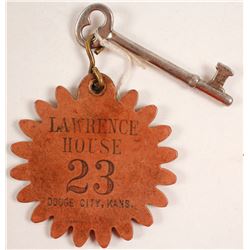 LAWRENCE
HOUSE
23
DODGE CITY, KANS.